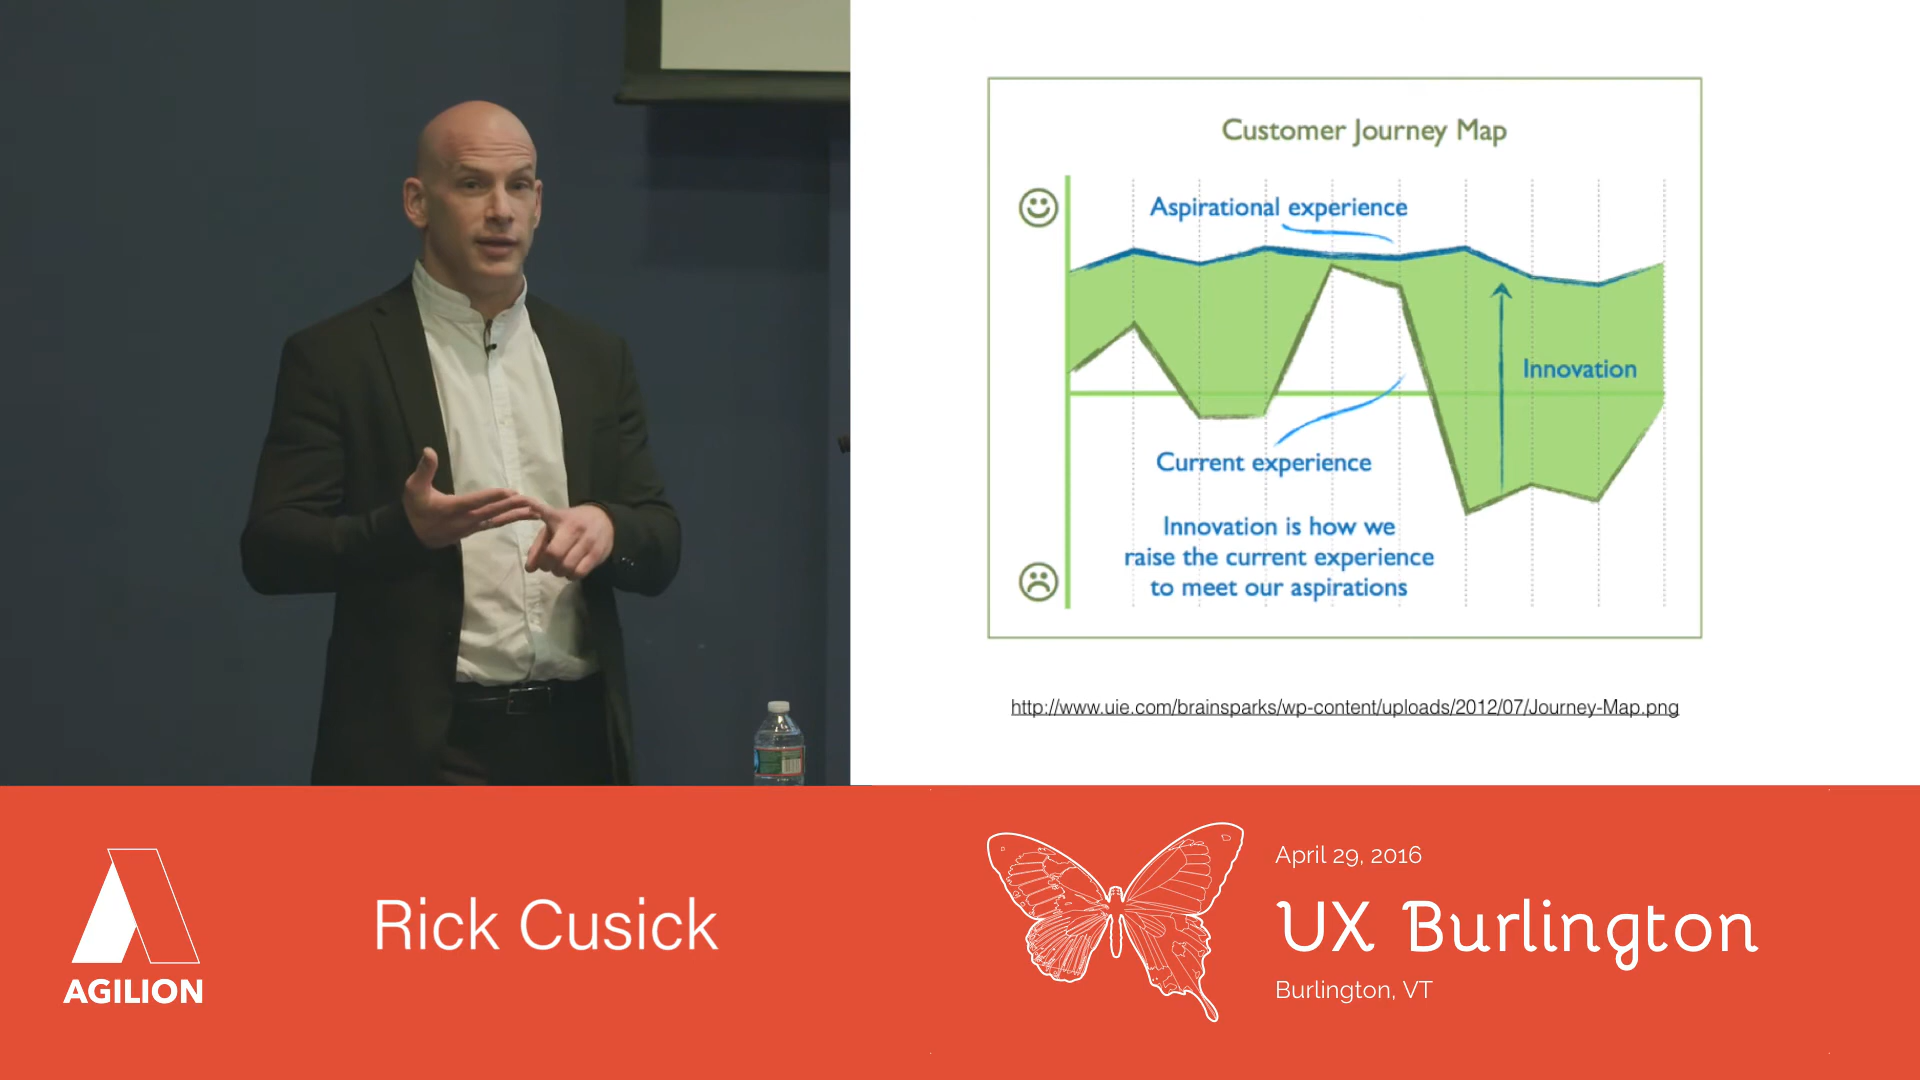 Customer Journey Map
Aspirational experience
Innovation
Current experience
Innovation is how we
raise the current experience
to meet our aspirations
http://www.uie.com/brainsparks/wp-content/uploads/2012/07/Journey-Map.png
AGILION
Rick Cusick
April 29, 2016
UX Burlington
Burlington, VT